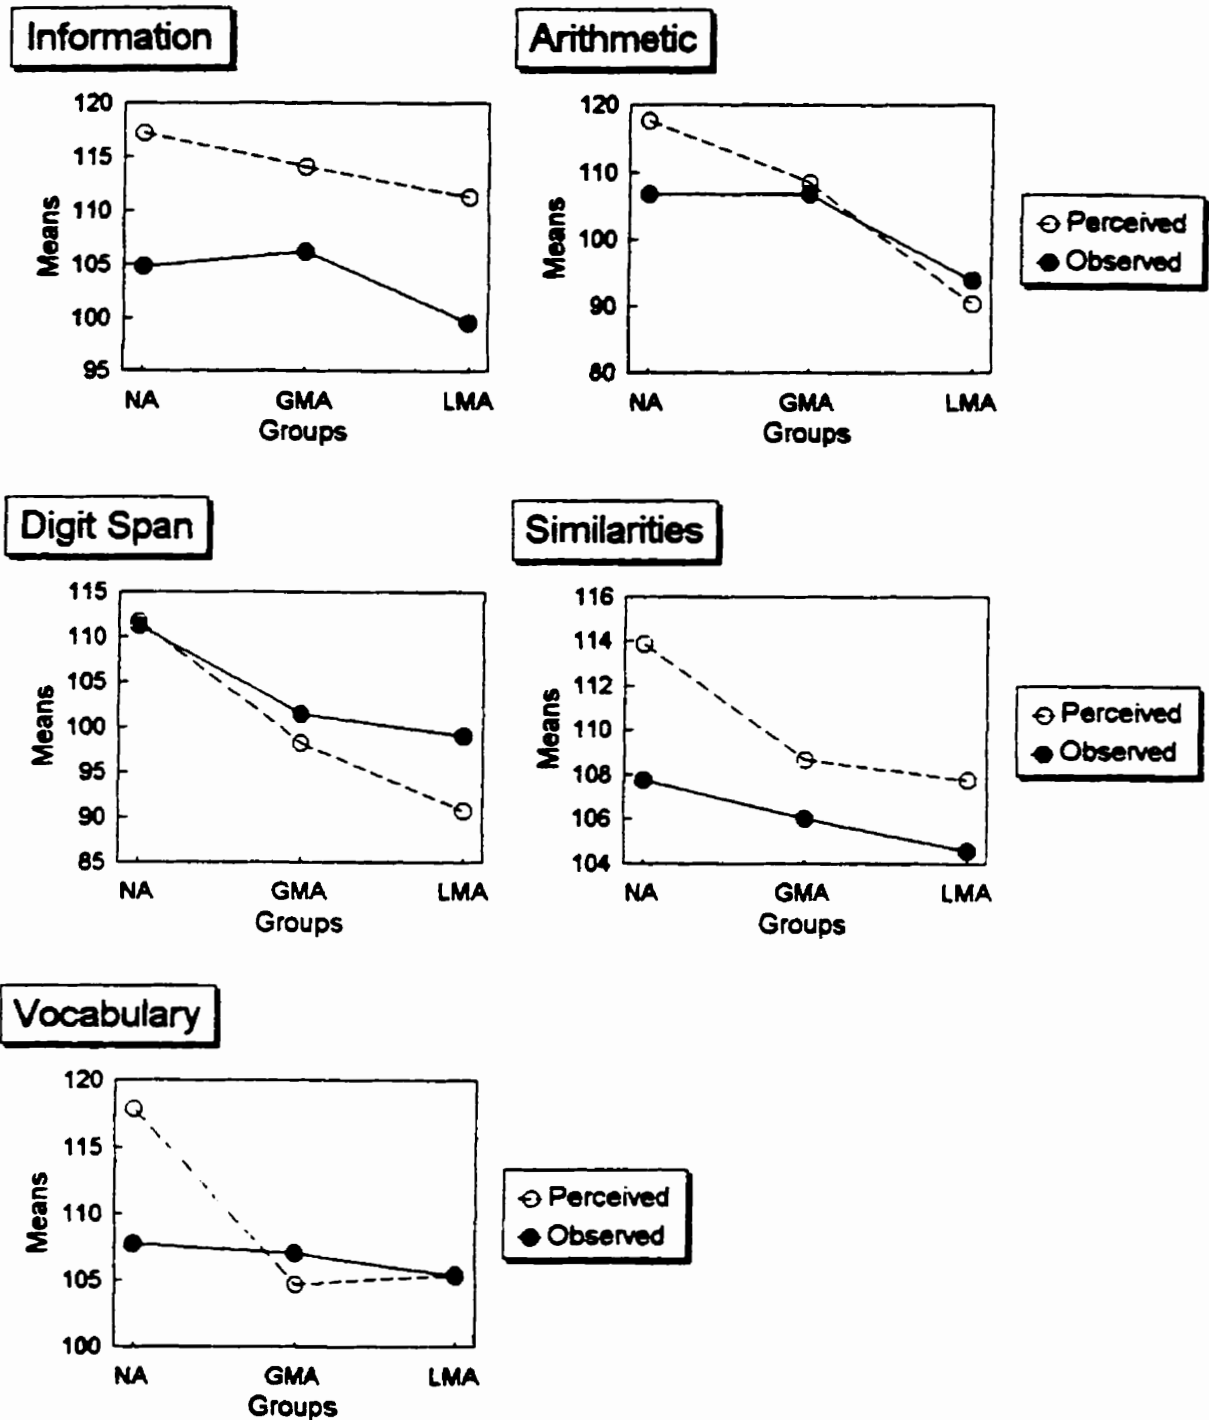 Information
120
115
110
105
100
95
Means
NA GMA LMA
Groups
Arithmetic
120
110
100
90
80
Means
NA GMA LMA
Groups
Perceived
Observed
Digit Span
115
110
105
100
95
90
85
Means
NA GMA LMA
Groups
Similarities
116
114
112
110
108
106
104
Means
NA GMA LMA
Groups
Perceived
Observed
Vocabulary
120
115
110
105
100
Means
NA GMA LMA
Groups
Perceived
Observed